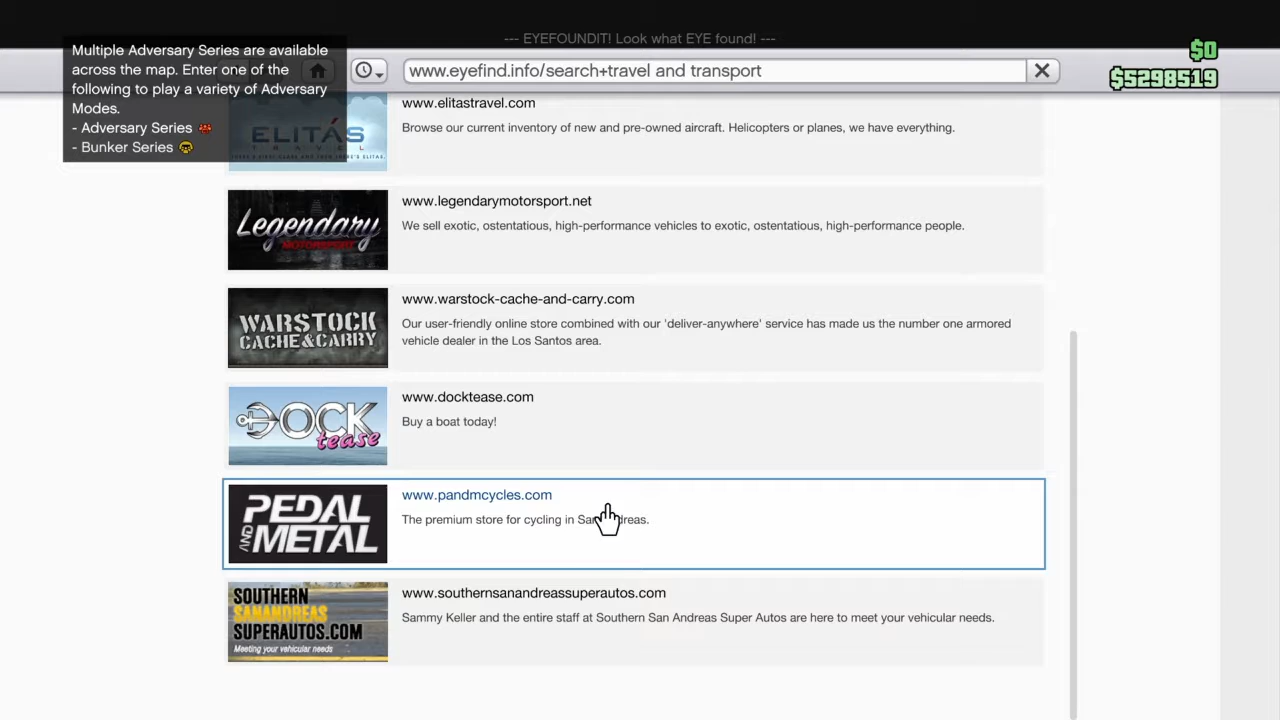 --- EYEFOUNDIT! Look what EYE found! ---
Multiple Adversary Series are available
across the map. Enter one of the
following to play a variety of Adversary
Modes.
- Adversary Series
- Bunker Series
www.eyefind.info/search+travel and transport
$0
$5298519
ELITÁS
TRAVEL
www.elitastravel.com
Browse our current inventory of new and pre-owned aircraft. Helicopters or planes, we have everything.
Legendary
MOTORSPORT
www.legendarymotorsport.net
We sell exotic, ostentatious, high-performance vehicles to exotic, ostentatious, high-performance people.
WARSTOCK
CACHE&CARRY
www.warstock-cache-and-carry.com
Our user-friendly online store combined with our 'deliver-anywhere' service has made us the number one armored
vehicle dealer in the Los Santos area.
DOCK
tease
www.docktease.com
Buy a boat today!
PEDAL
AND METAL
www.pandmcycles.com
The premium store for cycling in San Andreas.
SOUTHERN
SANANDREAS
SUPERAUTOS.COM
Meeting your vehicular needs
www.southernsanandreassuperautos.com
Sammy Keller and the entire staff at Southern San Andreas Super Autos are here to meet your vehicular needs.